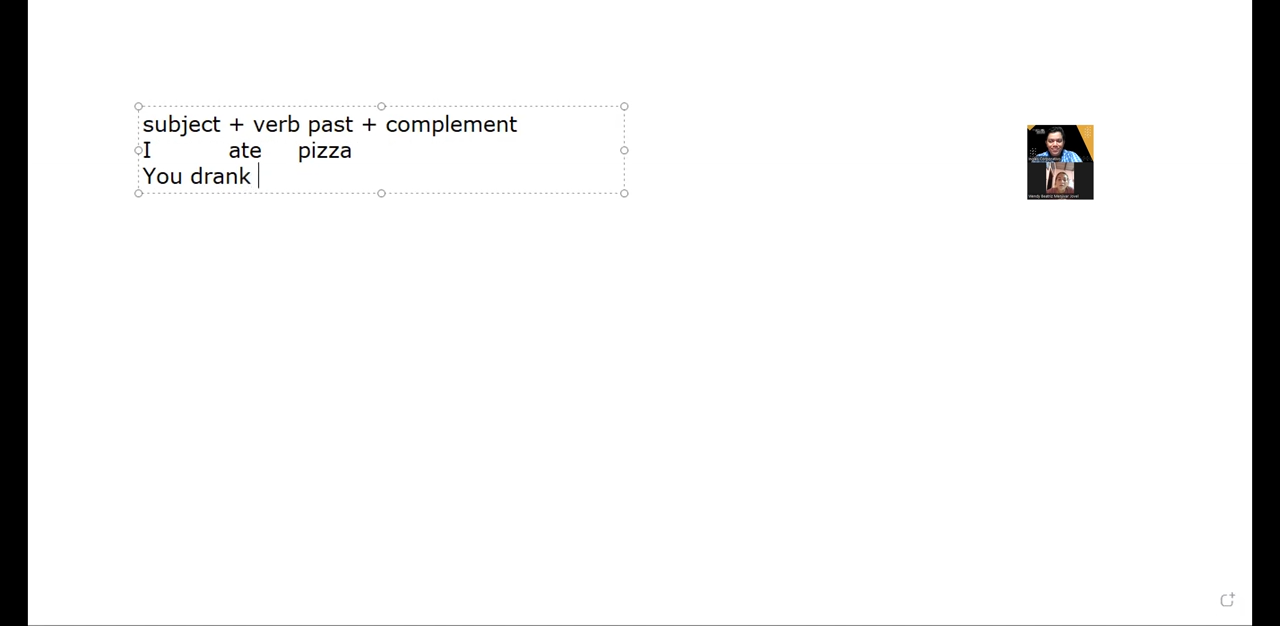 subject + verb past + complement
I ate pizza
You drank